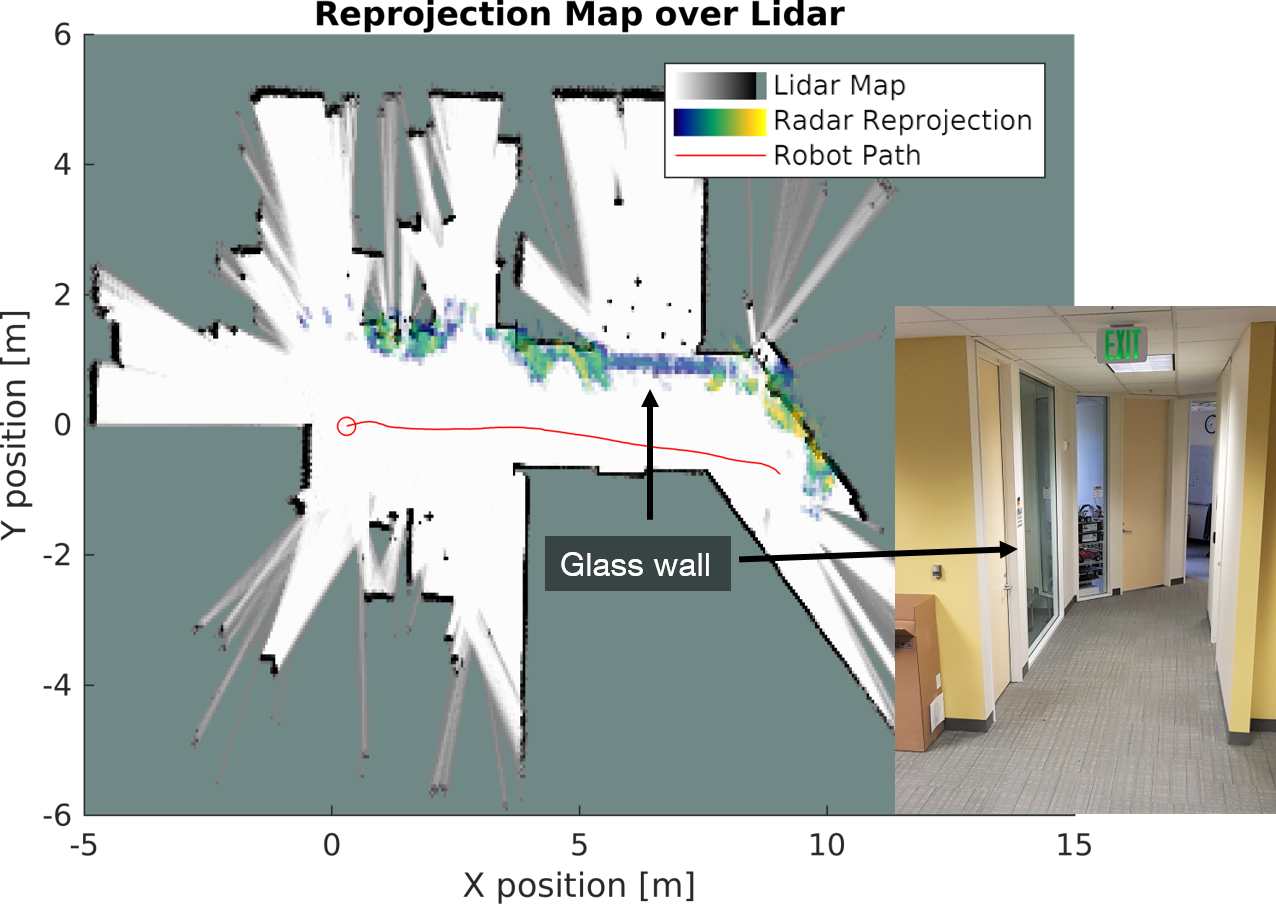 Reprojection Map over Lidar
Lidar Map
Radar Reprojection
Robot Path
6
4
2
0
-2
-4
-6
Y position [m]
EXIT
Glass wall
-5
0
5
10
15
X position [m]